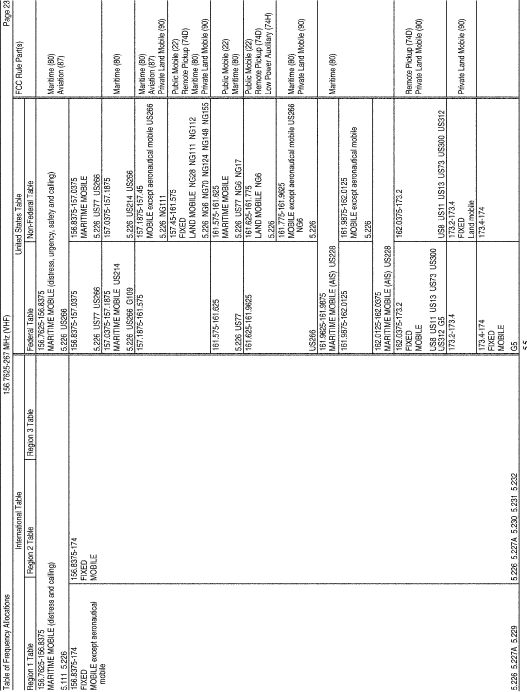 Table of Frequency Allocations 156.7625-267 MHz (VHF) Page 23
International Table United States Table FCC Rule Part(s)
Region 1 Table Region 2 Table Region 3 Table Federal Table Non-Federal Table
156.7625-156.8375
MARITIME MOBILE (distress and calling)
5.111 5.226
156.8375-174
FIXED
MOBILE except aeronautical
mobile
5.226 5.227A 5.229
156.8375-174
FIXED
MOBILE
5.226 5.227A 5.230 5.231 5.232
156.7625-156.8375
MARITIME MOBILE (distress, urgency, safety and calling)
5.226 US266
156.8375-157.0375
5.226 US77 US266
157.0375-157.1875
MARITIME MOBILE US214
5.226 US266 G109
157.1875-161.575
161.575-161.625
5.226 US77
161.625-161.9625
US266
161.9625-161.9875
MARITIME MOBILE (AIS) US228
161.9875-162.0125
162.0125-162.0375
MARITIME MOBILE (AIS) US228
162.0375-173.2
FIXED
MOBILE
US8 US11 US13 US73 US300
US312 G5
173.2-173.4
173.4-174
FIXED
MOBILE
G5
156.8375-157.0375
MARITIME MOBILE
5.226 US77 US266
157.0375-157.1875
5.226 US214 US266
157.1875-157.45
MOBILE except aeronautical mobile US266
5.226 NG111
157.45-161.575
FIXED
LAND MOBILE NG28 NG111 NG112
5.226 NG6 NG70 NG124 NG148 NG155
161.575-161.625
MARITIME MOBILE
5.226 US77 NG6 NG17
161.625-161.775
LAND MOBILE NG6
5.226
161.775-161.9625
MOBILE except aeronautical mobile US266
NG6
5.226
161.9875-162.0125
MOBILE except aeronautical mobile
5.226
162.0375-173.2
US8 US11 US13 US73 US300 US312
173.2-173.4
FIXED
Land mobile
173.4-174
Maritime (80)
Aviation (87)
Maritime (80)
Maritime (80)
Aviation (87)
Private Land Mobile (90)
Public Mobile (22)
Remote Pickup (74D)
Maritime (80)
Private Land Mobile (90)
Public Mobile (22)
Maritime (80)
Public Mobile (22)
Remote Pickup (74D)
Low Power Auxiliary (74H)
Maritime (80)
Private Land Mobile (90)
Maritime (80)
Remote Pickup (74D)
Private Land Mobile (90)
Private Land Mobile (90)